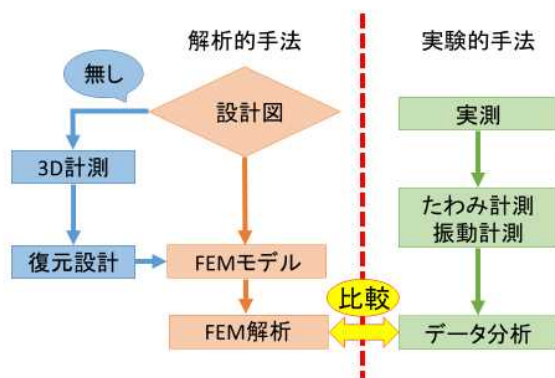 解析的手法
実験的手法
無し
設計図
実測
3D計測
たわみ計測
振動計測
復元設計
FEMモデル
比較
FEM解析
データ分析